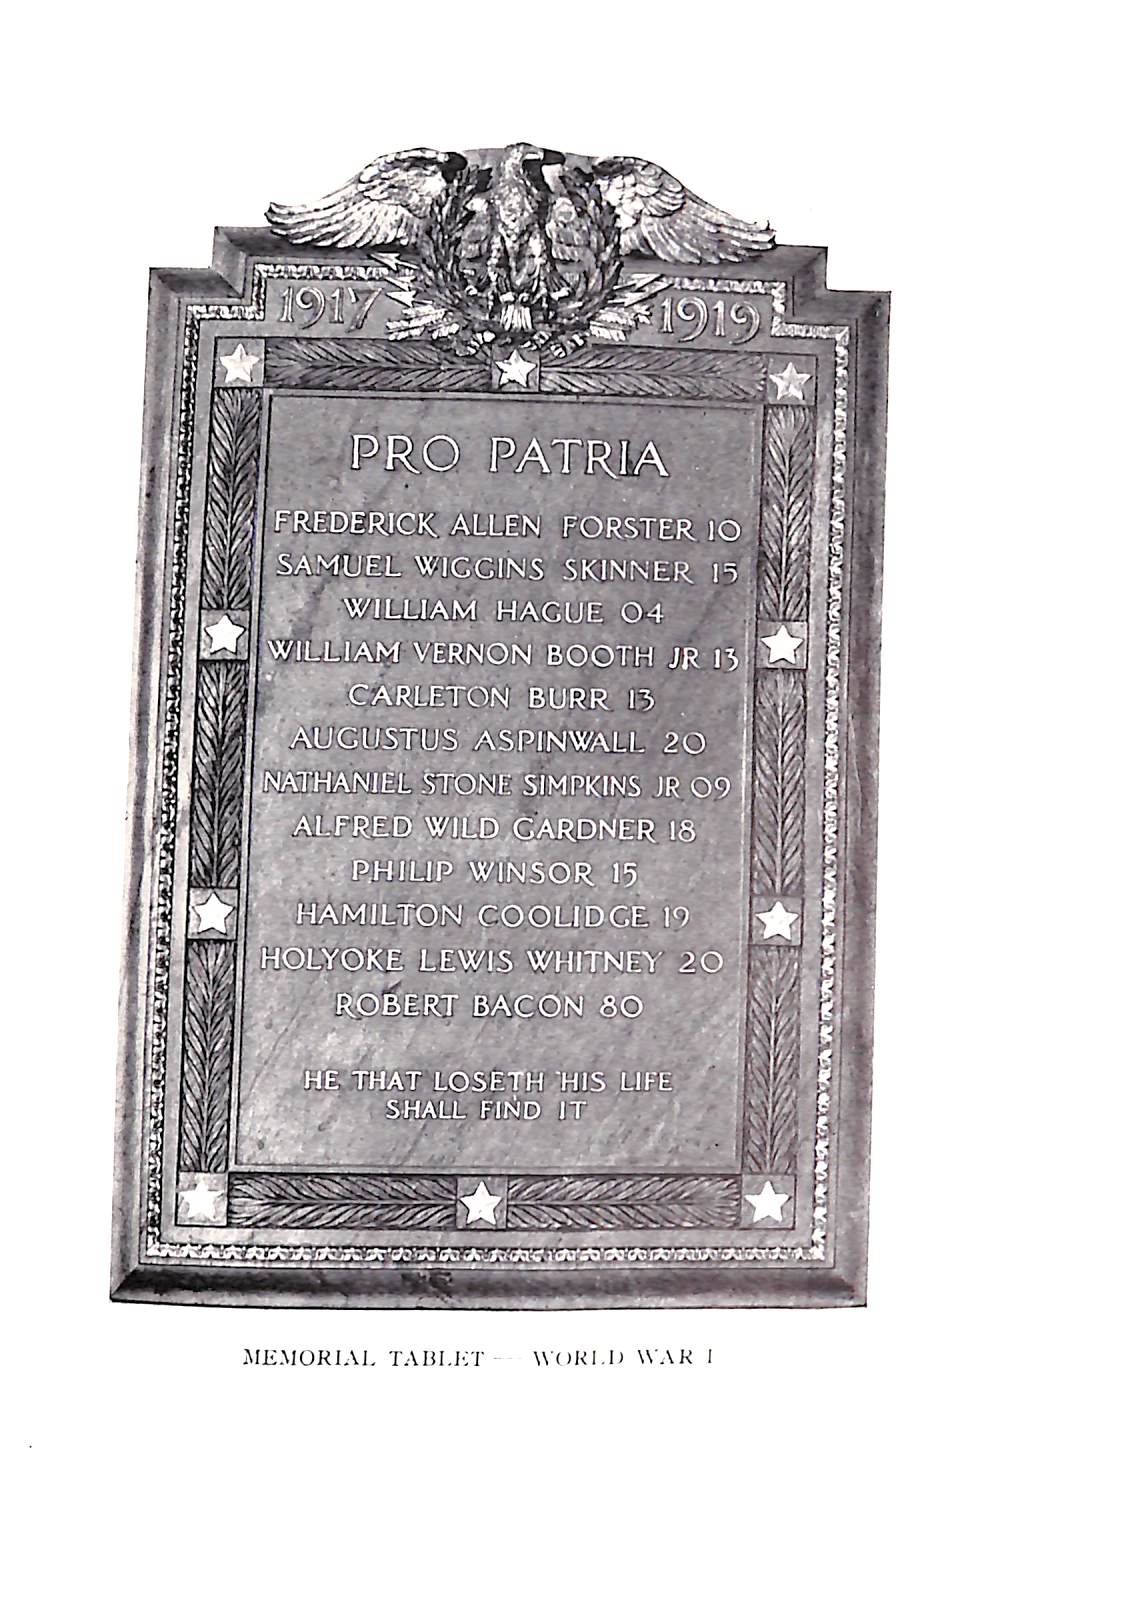 1917 1919
PRO PATRIA
FREDERICK ALLEN FORSTER 10
SAMUEL WIGGINS SKINNER 15
WILLIAM HAGUE 04
WILLIAM VERNON BOOTH JR 13
CARLETON BURR 13
AUGUSTUS ASPINWALL 20
NATHANIEL STONE SIMPKINS JR 09
ALFRED WILD GARDNER 18
PHILIP WINSOR 15
HAMILTON COOLIDGE 19
HOLYOKE LEWIS WHITNEY 20
ROBERT BACON 80
HE THAT LOSETH HIS LIFE
SHALL FIND IT
MEMORIAL TABLET — WORLD WAR I